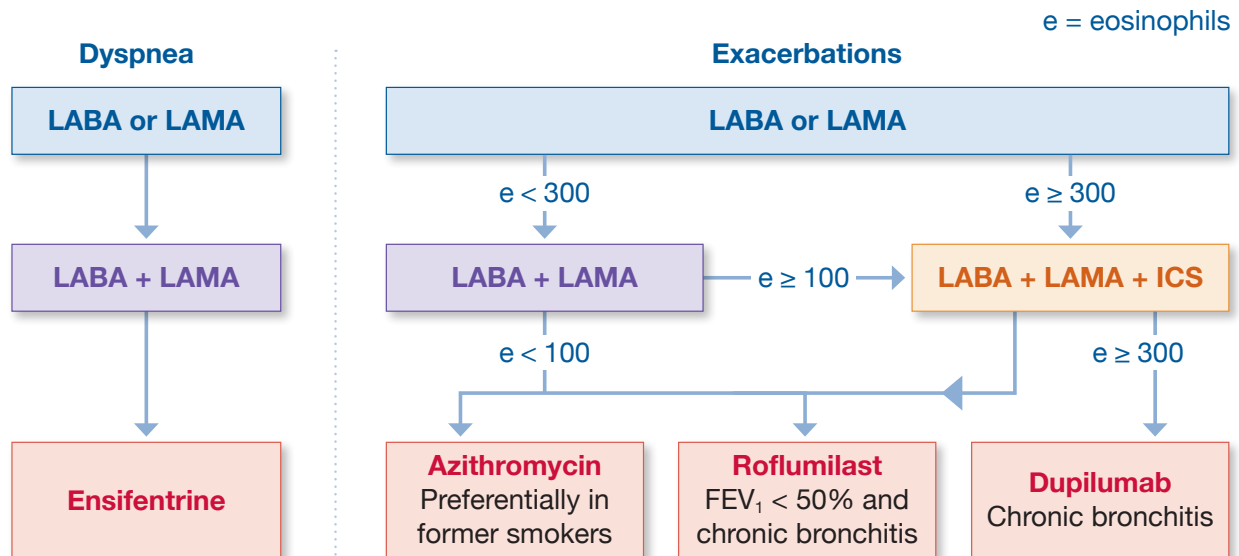 e = eosinophils
Dyspnea
Exacerbations
LABA or LAMA
LABA or LAMA
e < 300
e ≥ 300
LABA + LAMA
LABA + LAMA
e ≥ 100
LABA + LAMA + ICS
e < 100
e ≥ 300
Ensifentrine
Azithromycin
Preferentially in
former smokers
Roflumilast
FEV₁ < 50% and
chronic bronchitis
Dupilumab
Chronic bronchitis